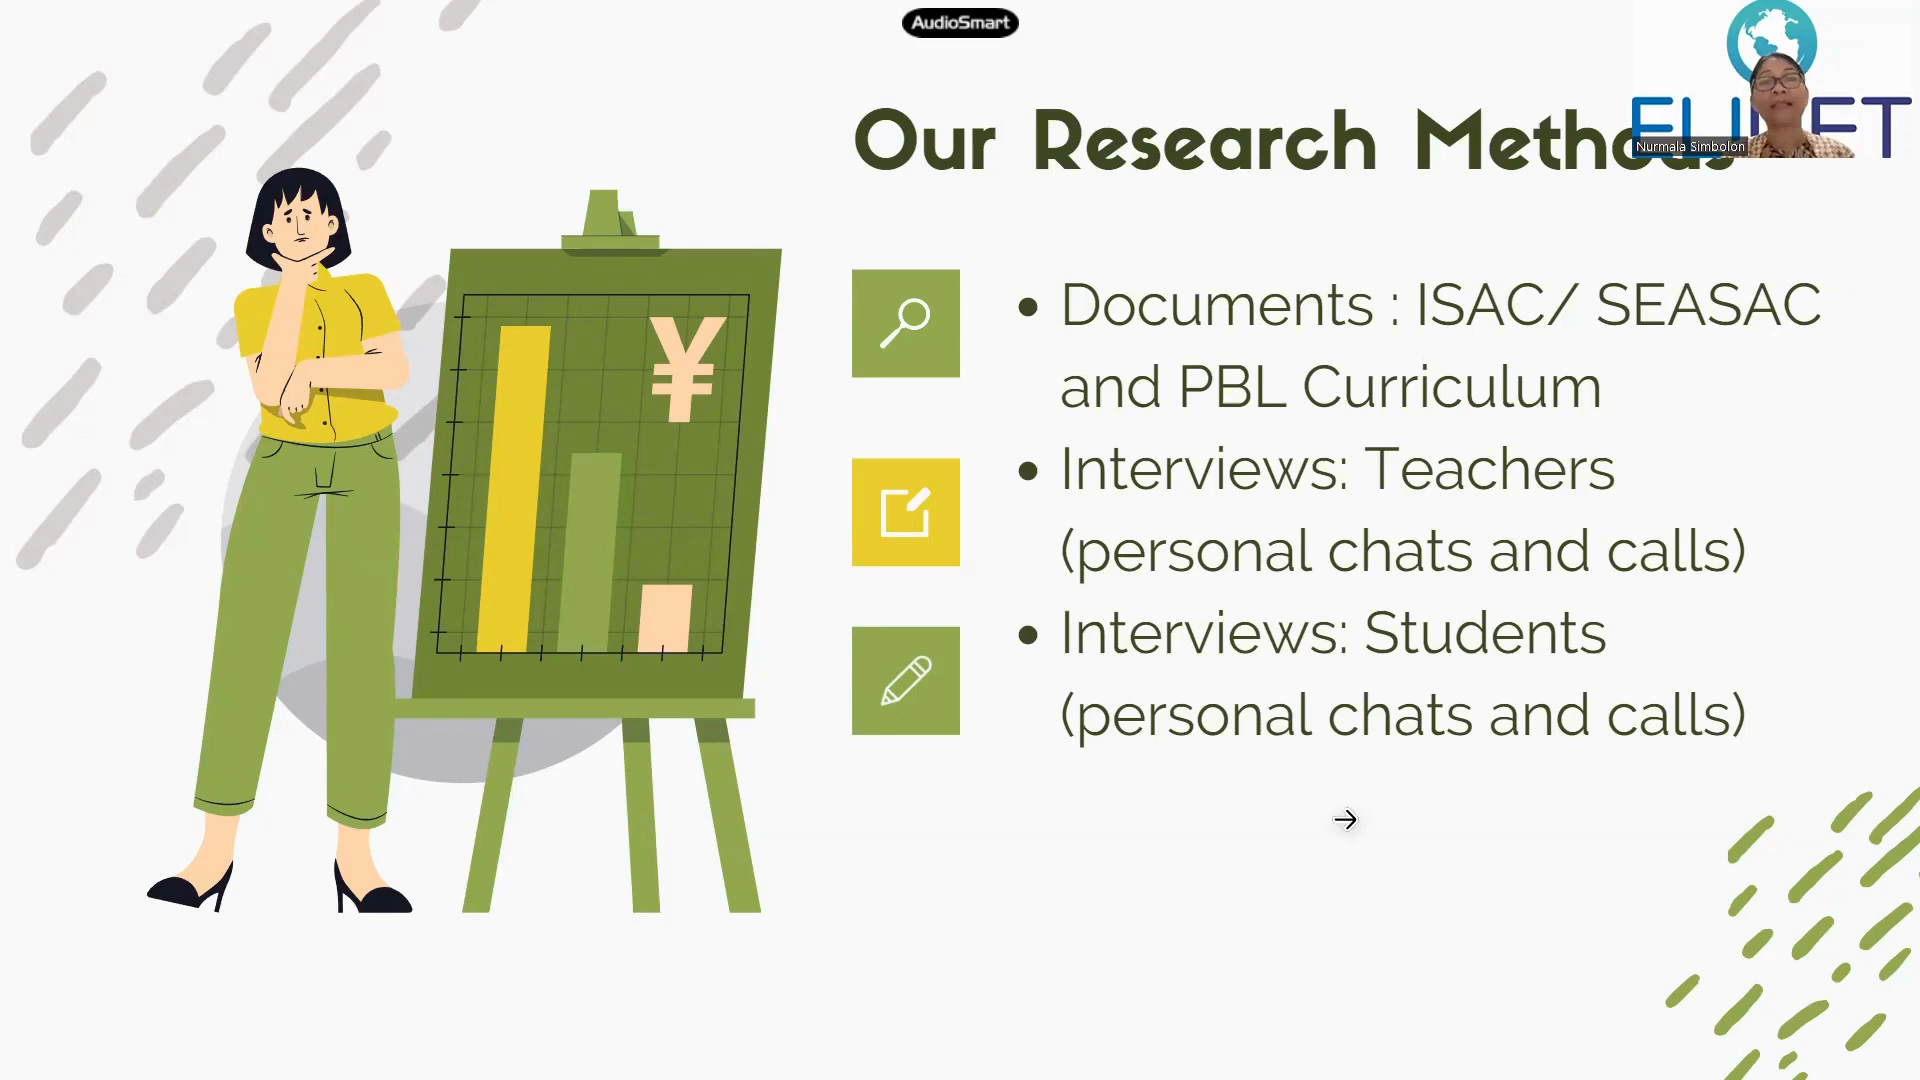 AudioSmart
Our Research Methods
Nurmala Simbolon
• Documents : ISAC/ SEASAC
and PBL Curriculum
• Interviews: Teachers
(personal chats and calls)
• Interviews: Students
(personal chats and calls)
¥